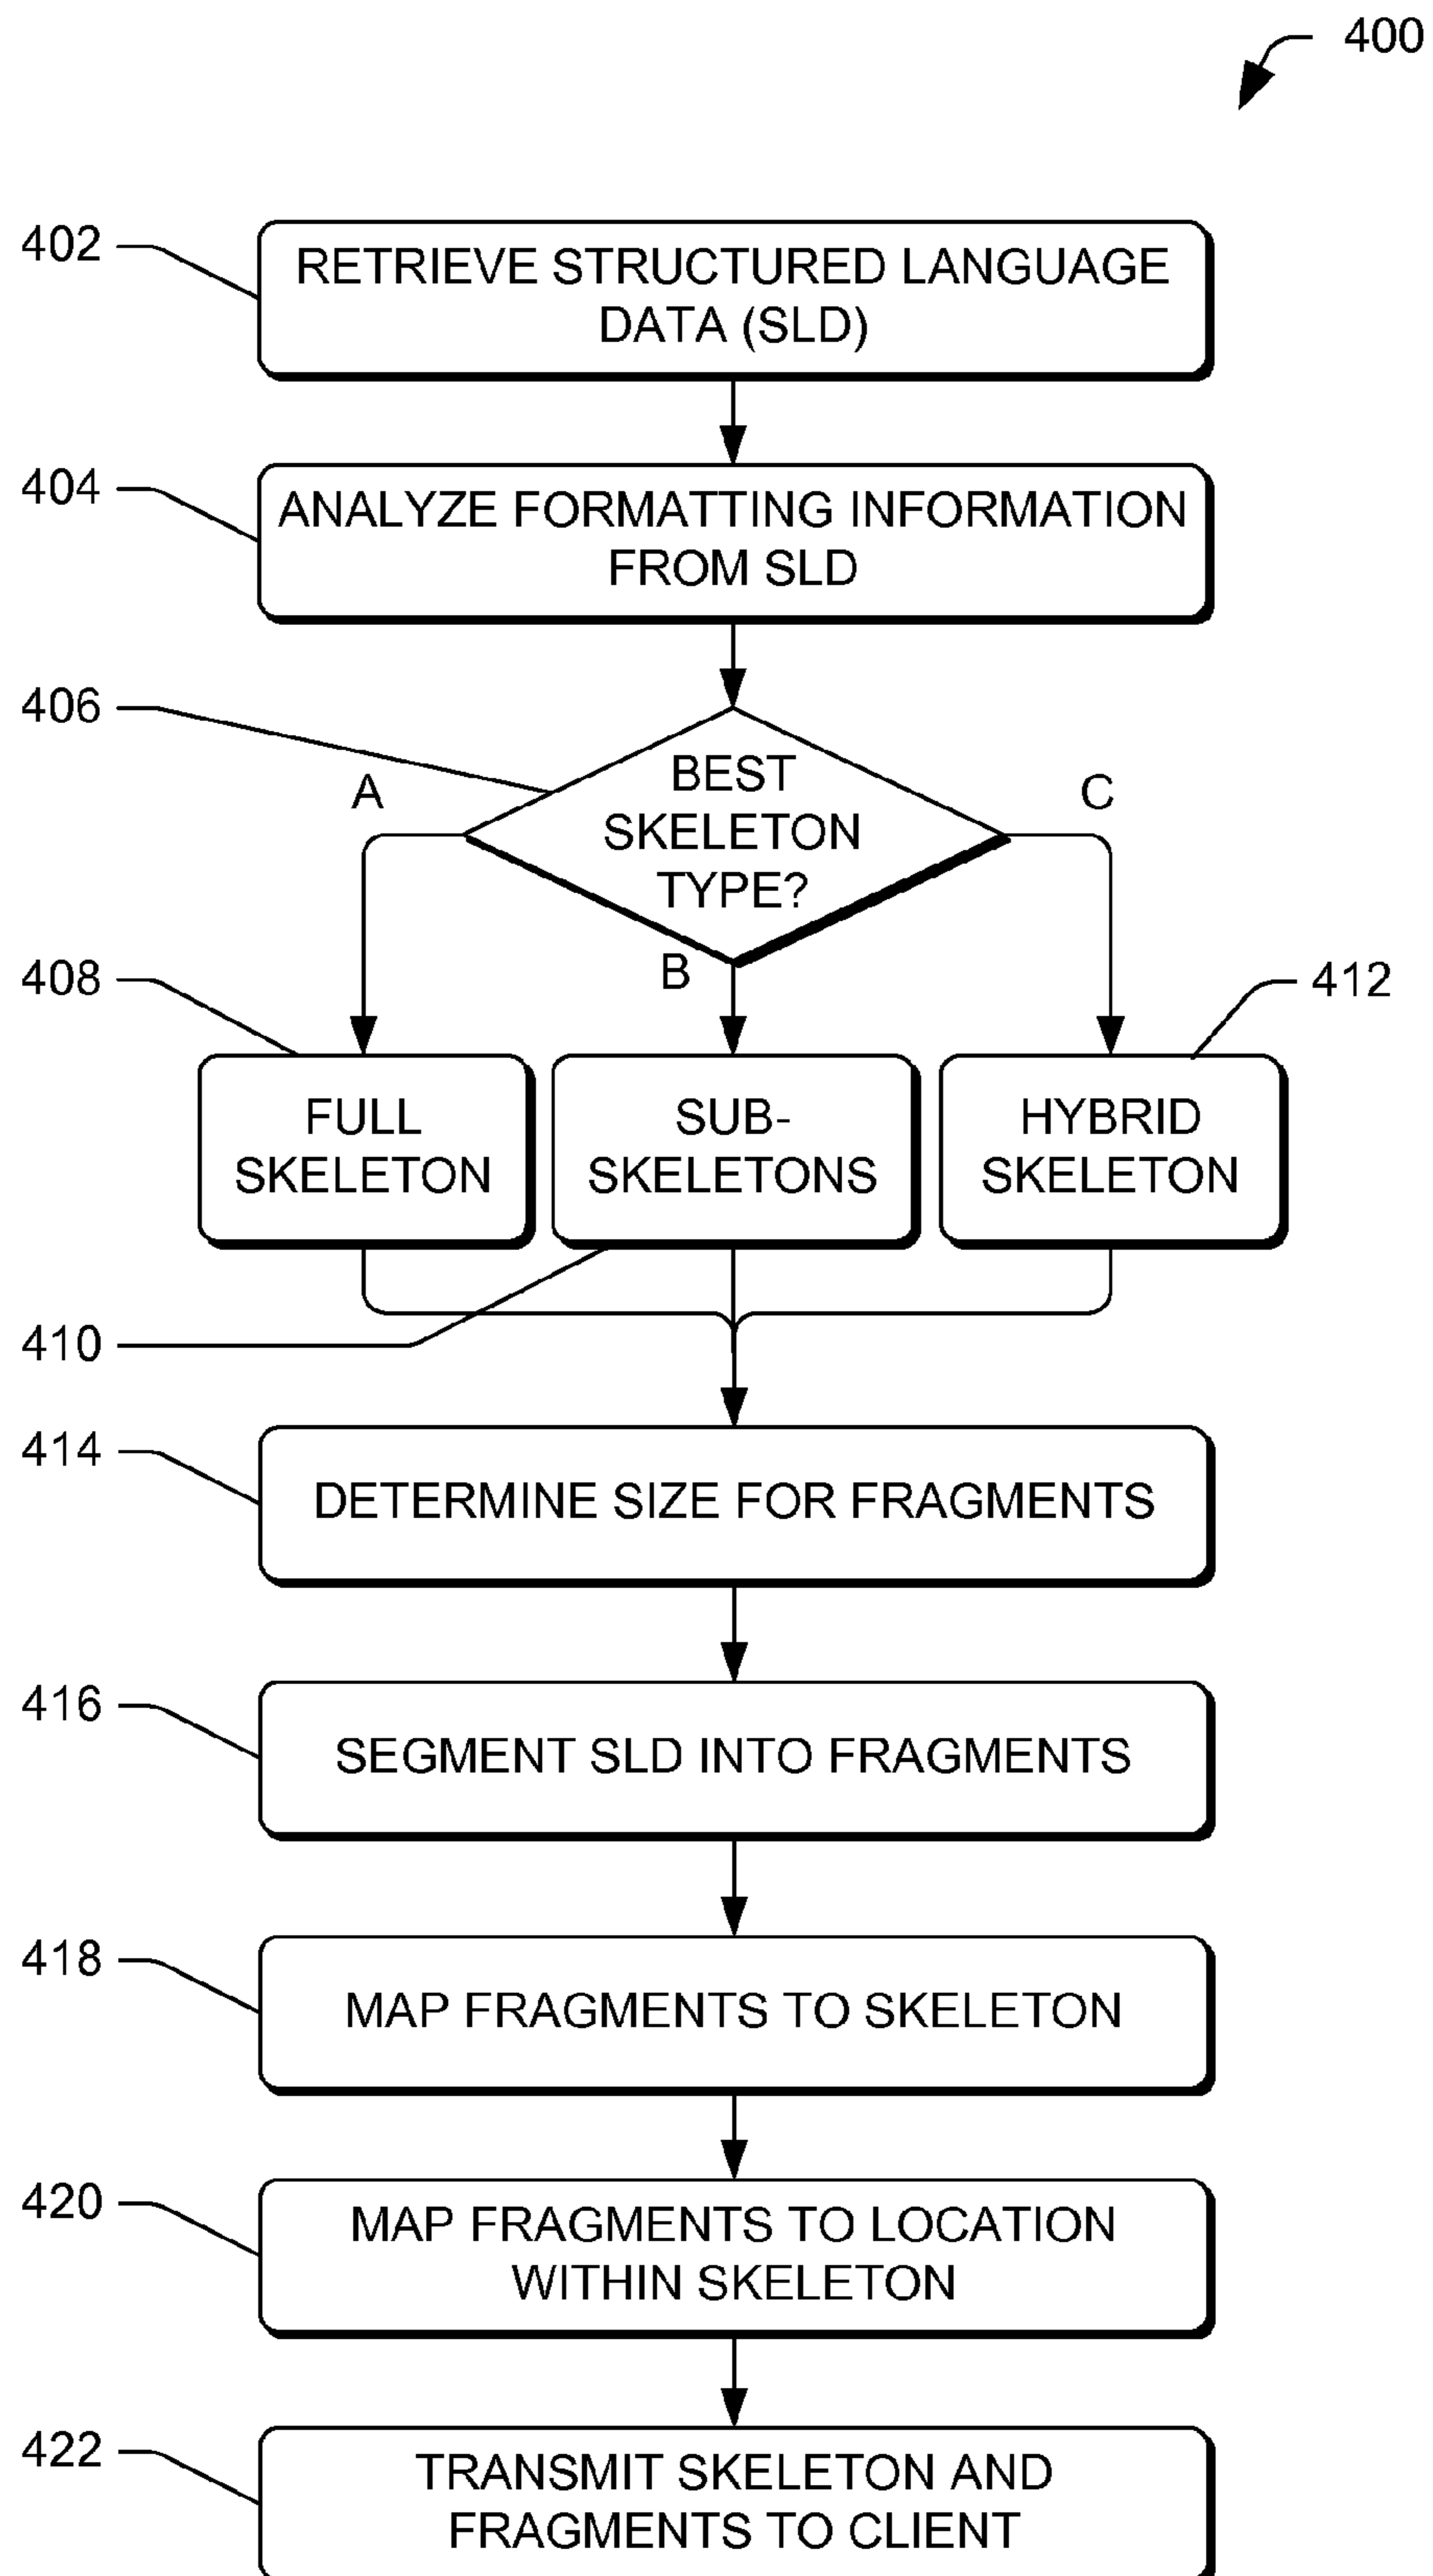 400
402
RETRIEVE STRUCTURED LANGUAGE
DATA (SLD)
404
ANALYZE FORMATTING INFORMATION
FROM SLD
406
A
BEST
SKELETON
TYPE?
C
B
408
412
FULL
SKELETON
SUB-
SKELETONS
HYBRID
SKELETON
410
414
DETERMINE SIZE FOR FRAGMENTS
416
SEGMENT SLD INTO FRAGMENTS
418
MAP FRAGMENTS TO SKELETON
420
MAP FRAGMENTS TO LOCATION
WITHIN SKELETON
422
TRANSMIT SKELETON AND
FRAGMENTS TO CLIENT